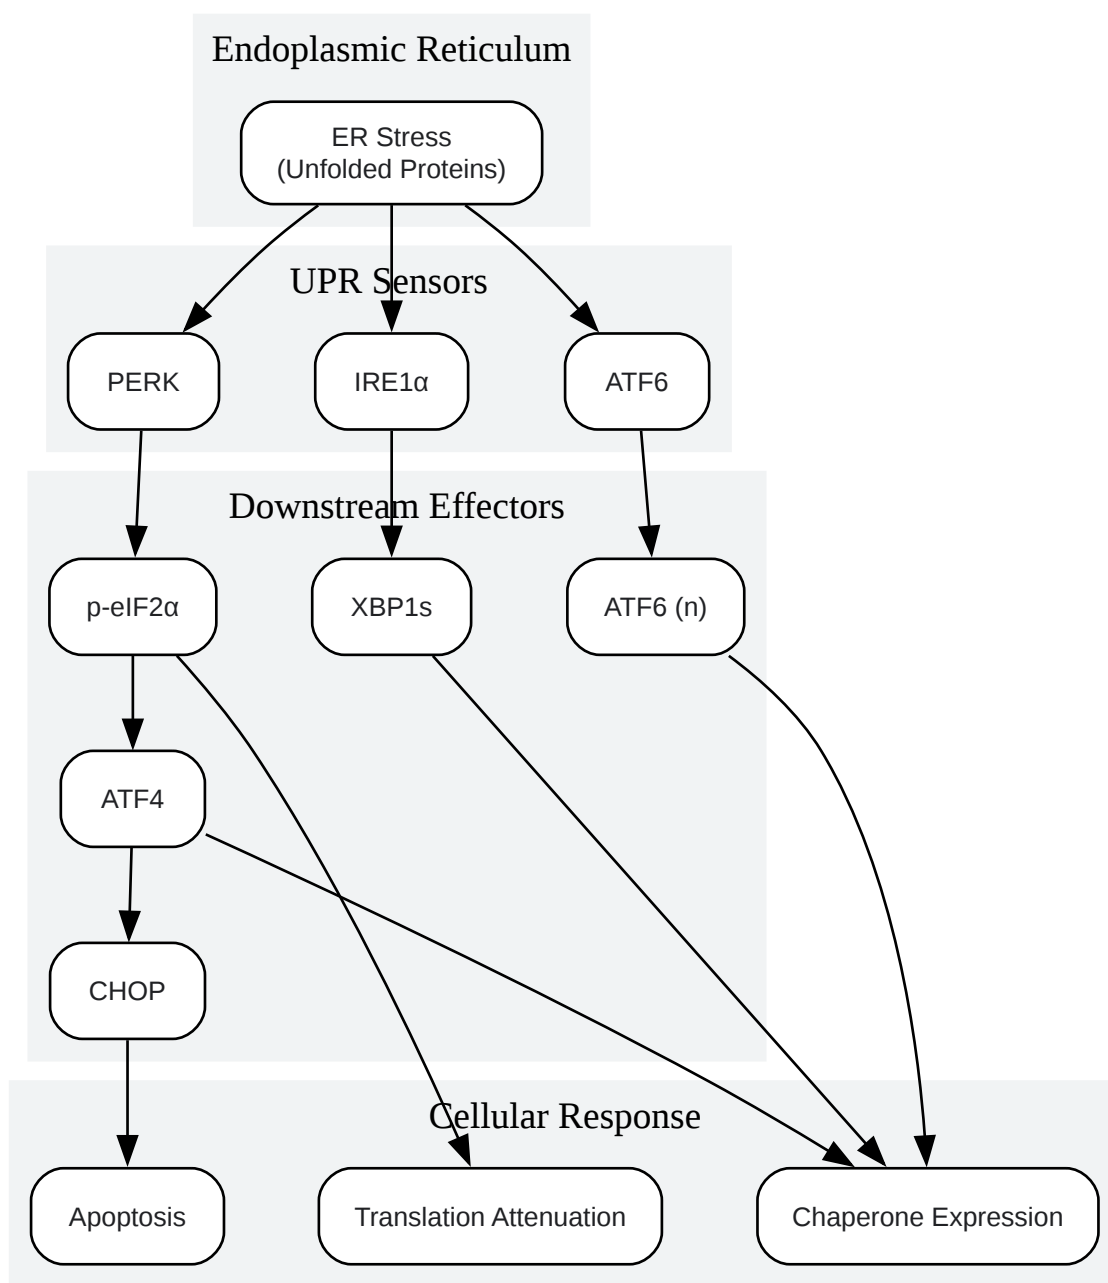 Endoplasmic Reticulum
ER Stress
(Unfolded Proteins)
UPR Sensors
PERK
IRE1α
ATF6
Downstream Effectors
p-eIF2α
XBP1s
ATF6 (n)
ATF4
CHOP
Cellular Response
Apoptosis
Translation Attenuation
Chaperone Expression